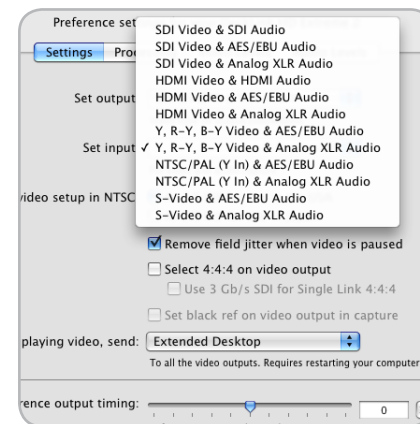 Preference set
SDI Video & SDI Audio
SDI Video & AES/EBU Audio
SDI Video & Analog XLR Audio
HDMI Video & HDMI Audio
HDMI Video & AES/EBU Audio
HDMI Video & Analog XLR Audio
Y, R-Y, B-Y Video & AES/EBU Audio
✓ Y, R-Y, B-Y Video & Analog XLR Audio
NTSC/PAL (Y In) & AES/EBU Audio
NTSC/PAL (Y In) & Analog XLR Audio
S-Video & AES/EBU Audio
S-Video & Analog XLR Audio
Settings
Set output
Set input
video setup in NTSC
Remove field jitter when video is paused
Select 4:4:4 on video output
Use 3 Gb/s SDI for Single Link 4:4:4
Set black ref on video output in capture
playing video, send: Extended Desktop
To all the video outputs. Requires restarting your computer
output timing: 0